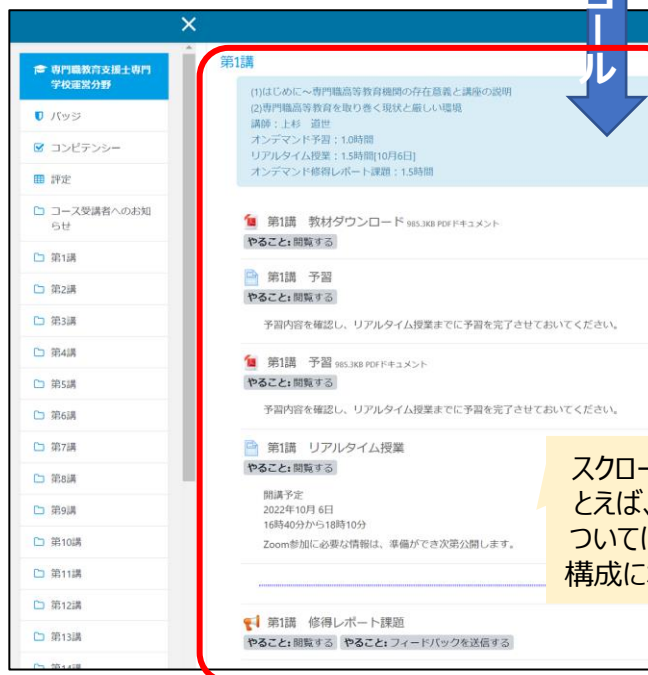 ール
×
専門職教育支援士専門
学校運営分野
バッジ
コンピテンシー
評定
コース受講者へのお知
らせ
第1講
第2講
第3講
第4講
第5講
第6講
第7講
第8講
第9講
第10講
第11講
第12講
第13講
第14講
第1講
(1)はじめに～専門職高等教育機関の存在意義と講座の説明
(2)専門職高等教育を取り巻く現状と厳しい環境
講師：上杉　道世
オンデマンド予習：1.0時間
リアルタイム授業：1.5時間[10月6日]
オンデマンド修得レポート課題：1.5時間
第1講　教材ダウンロード 985.3KB PDFドキュメント
やること: 閲覧する
第1講　予習
やること: 閲覧する
予習内容を確認し、リアルタイム授業までに予習を完了させておいてください。
第1講　予習 985.3KB PDFドキュメント
やること: 閲覧する
予習内容を確認し、リアルタイム授業までに予習を完了させておいてください。
第1講　リアルタイム授業
やること: 閲覧する
開講予定
2022年10月 6日
16時40分から18時10分
Zoom参加に必要な情報は、準備ができ次第公開します。
第1講　修得レポート課題
やること: 閲覧する やること: フィードバックを送信する
スクロー
とえば、
ついて
構成に